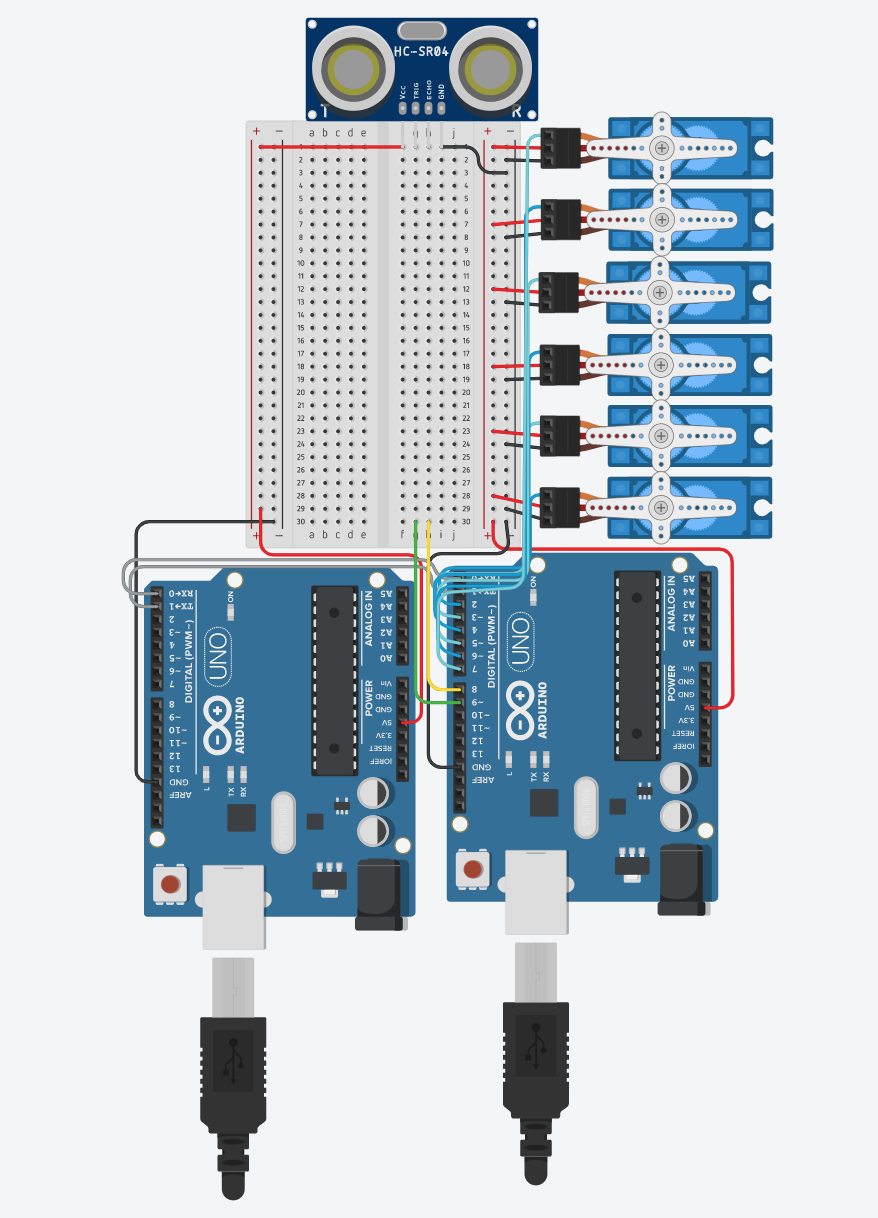 HC-SR04
VCC
TRIG
ECHO
GND
T
R
+ − a b c d e g h j + −
1
2 2
3 3
4 4
5 5
6 6
7 7
8 8
9 9
10 10
11 11
12 12
13 13
14 14
15 15
16 16
17 17
18 18
19 19
20 20
21 21
22 22
23 23
24 24
25 25
26 26
27 27
28 28
29 29
30 30
+ − a b c d e f g h i j + −
RX←0
TX→1
2
~3
4
~5
~6
7
8
~9
~10
~11
12
13
GND
AREF
DIGITAL (PWM~)
ON
UNO
ARDUINO
L
TX
RX
ANALOG IN
A5
A4
A3
A2
A1
A0
POWER
Vin
GND
GND
5V
3.3V
RESET
IOREF
RX←0
TX→1
2
~3
4
~5
~6
7
8
~9
~10
~11
12
13
GND
AREF
DIGITAL (PWM~)
ON
UNO
ARDUINO
L
TX
RX
ANALOG IN
A5
A4
A3
A2
A1
A0
POWER
Vin
GND
GND
5V
3.3V
RESET
IOREF